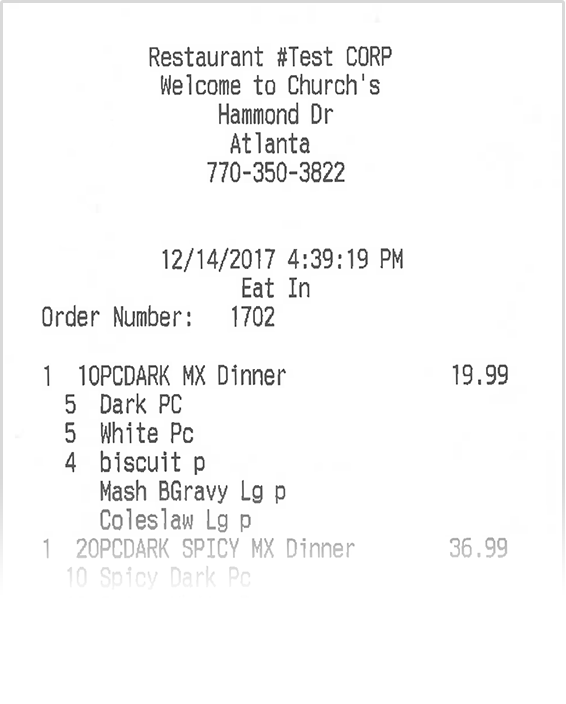 Restaurant #Test CORP
Welcome to Church's
Hammond Dr
Atlanta
770-350-3822
12/14/2017 4:39:19 PM
Eat In
Order Number: 1702
1 10PCDARK MX Dinner 19.99
5 Dark PC
5 White Pc
4 biscuit p
Mash BGravy Lg p
Coleslaw Lg p
1 20PCDARK SPICY MX Dinner 36.99
10 Spicy Dark Pc